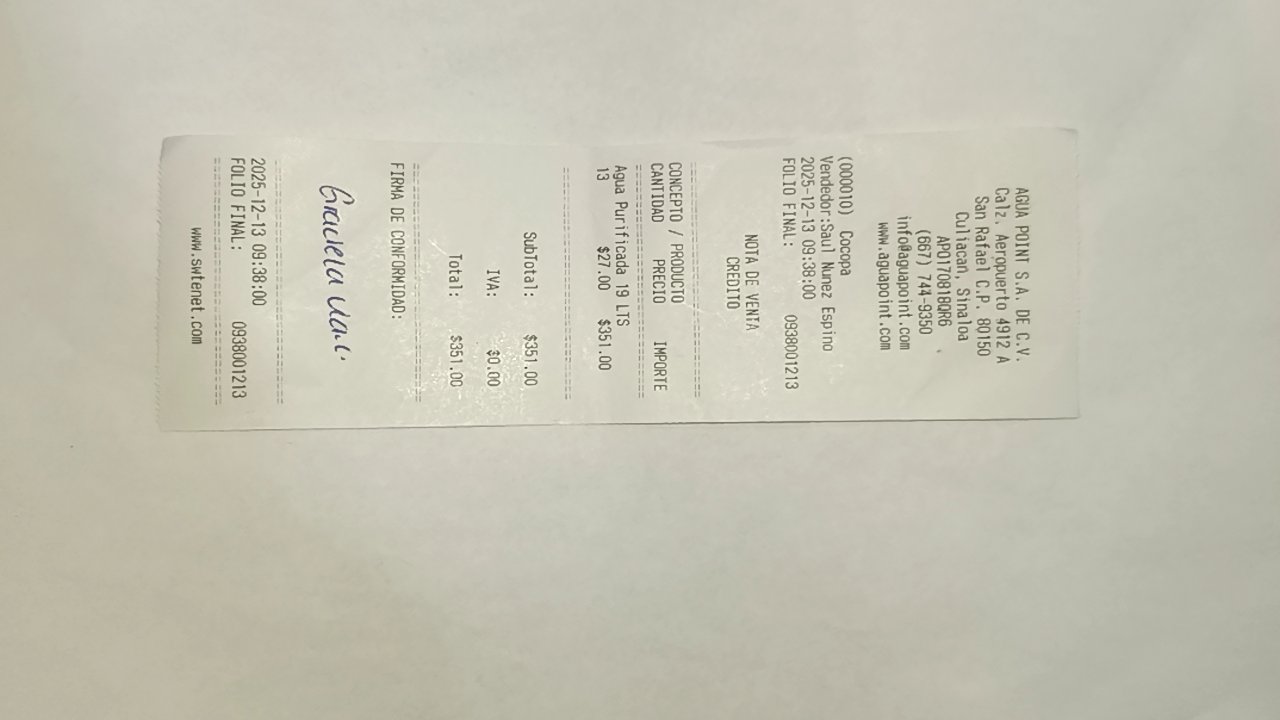 AGUA POINT S.A. DE C.V.
Calz. Aeropuerto 4912 A
San Rafael C.P. 80150
Culiacan, Sinaloa
APO170818QR6
(667) 744-9350
info@aguapoint.com
www.aguapoint.com
(000010) Cocopa
Vendedor:Saul Nunez Espino
2025-12-13 09:38:00
FOLIO FINAL: 0938001213
NOTA DE VENTA
CREDITO
CONCEPTO / PRODUCTO
CANTIDAD PRECIO IMPORTE
Agua Purificada 19 LTS
13 $27.00 $351.00
SubTotal: $351.00
IVA: $0.00
Total: $351.00
FIRMA DE CONFORMIDAD:
Graciela
2025-12-13 09:38:00
FOLIO FINAL: 0938001213
www.swtenet.com